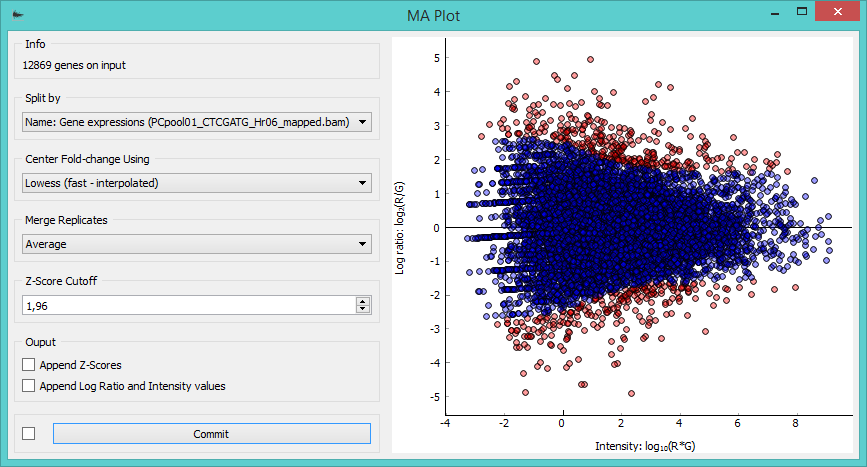 MA Plot
Info
12869 genes on input
Split by
Name: Gene expressions (PCpool01_CTCGATG_Hr06_mapped.bam)
Center Fold-change Using
Lowess (fast - interpolated)
Merge Replicates
Average
Z-Score Cutoff
1,96
Ouput
Append Z-Scores
Append Log Ratio and Intensity values
Commit
Log ratio: log₂(R/G)
5
4
3
2
1
0
-1
-2
-3
-4
-5
-4
-2
0
2
4
6
8
Intensity: log₁₀(R*G)